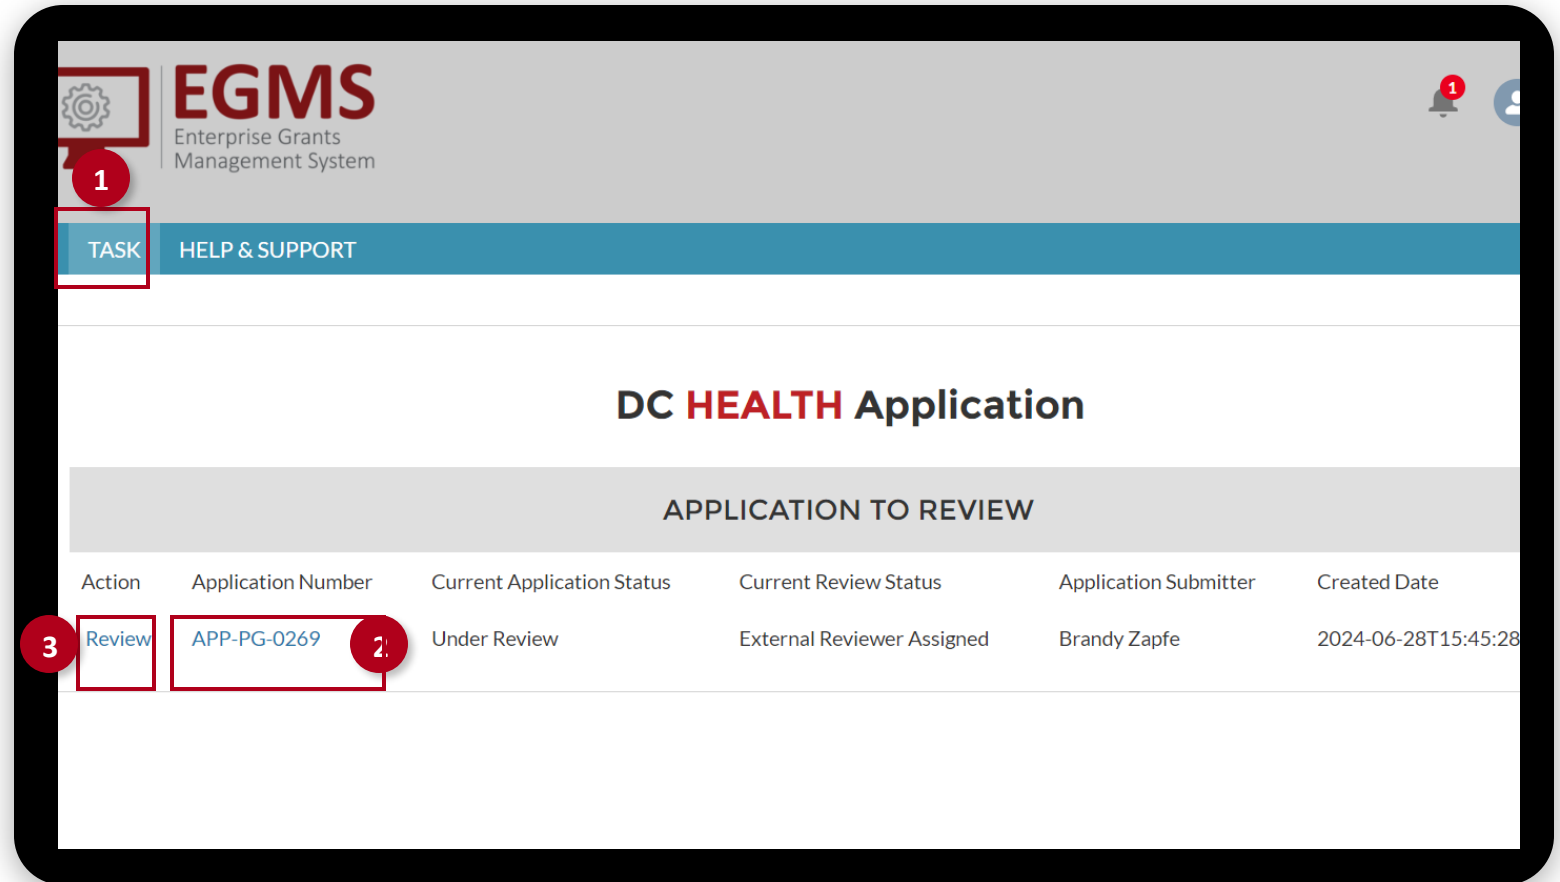 EGMS
Enterprise Grants
Management System
1
1
TASK HELP & SUPPORT
DC HEALTH Application
APPLICATION TO REVIEW
Action Application Number Current Application Status Current Review Status Application Submitter Created Date
3 Review APP-PG-0269 2 Under Review External Reviewer Assigned Brandy Zapfe 2024-06-28T15:45:28